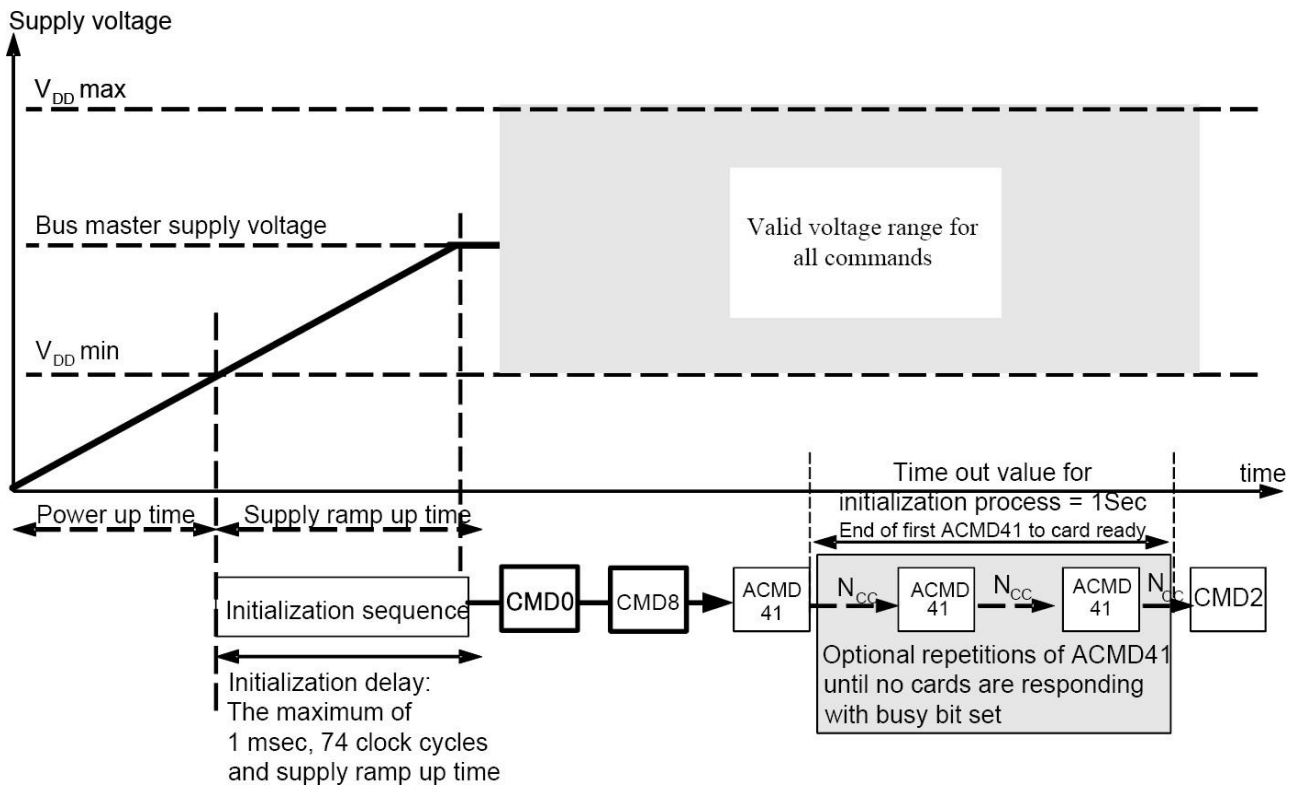 Supply voltage
V_DD max
Bus master supply voltage
Valid voltage range for
all commands
V_DD min
Time out value for
initialization process = 1Sec
End of first ACMD41 to card ready
time
Power up time
Supply ramp up time
Initialization sequence
CMD0
CMD8
ACMD
41
N_CC
ACMD
41
N_CC
ACMD
41
N_CC
CMD2
Optional repetitions of ACMD41
until no cards are responding
with busy bit set
Initialization delay:
The maximum of
1 msec, 74 clock cycles
and supply ramp up time